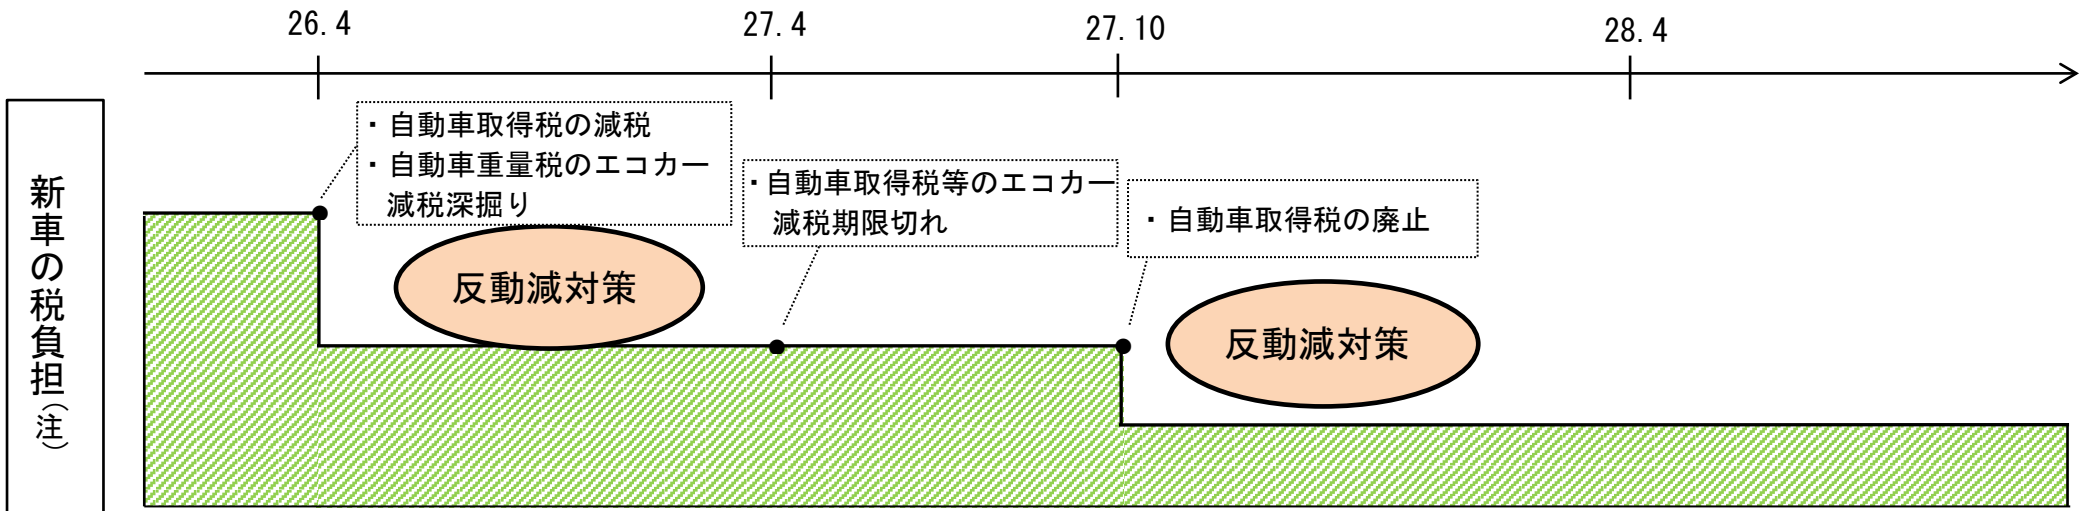 26.4
27.4
27.10
28.4
新車の税負担(注)
・自動車取得税の減税
・自動車重量税のエコカー
減税深掘り
・自動車取得税等のエコカー
減税期限切れ
・自動車取得税の廃止
反動減対策
反動減対策